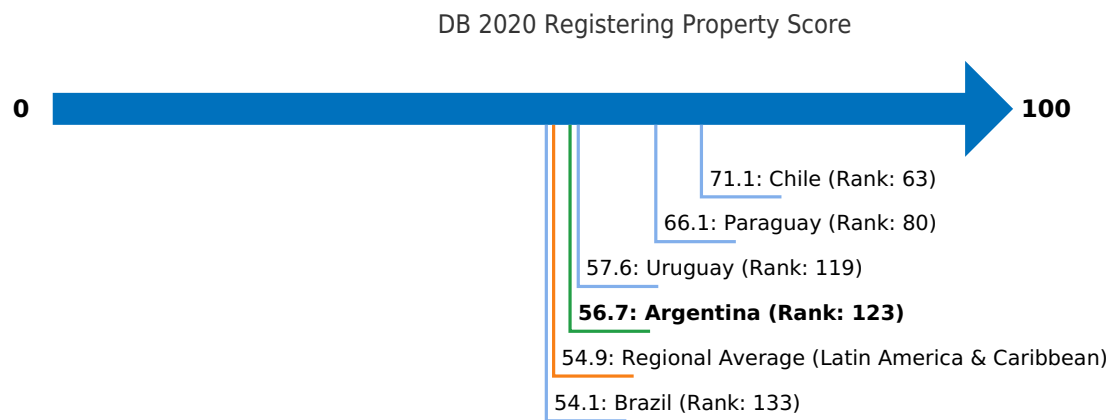 DB 2020 Registering Property Score
0
100
71.1: Chile (Rank: 63)
66.1: Paraguay (Rank: 80)
57.6: Uruguay (Rank: 119)
56.7: Argentina (Rank: 123)
54.9: Regional Average (Latin America & Caribbean)
54.1: Brazil (Rank: 133)